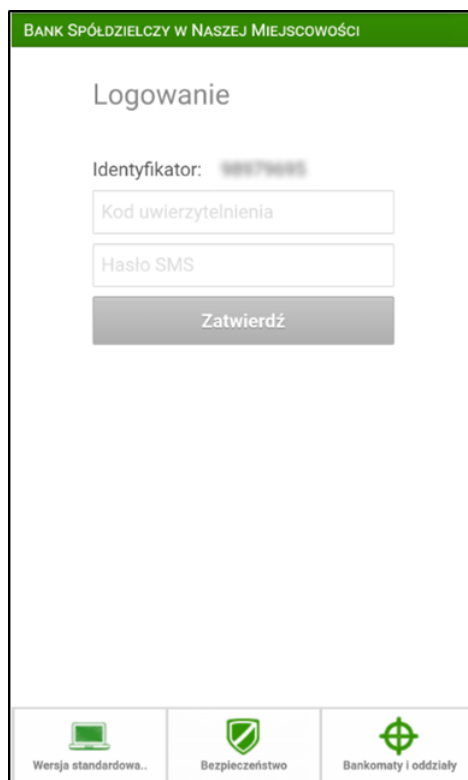 BANK SPÓŁDZIELCZY W NASZEJ MIEJSCOWOŚCI
Logowanie
Identyfikator:
Kod uwierzytelnienia
Hasło SMS
Zatwierdź
Wersja standardowa..
Bezpieczeństwo
Bankomaty i oddziały